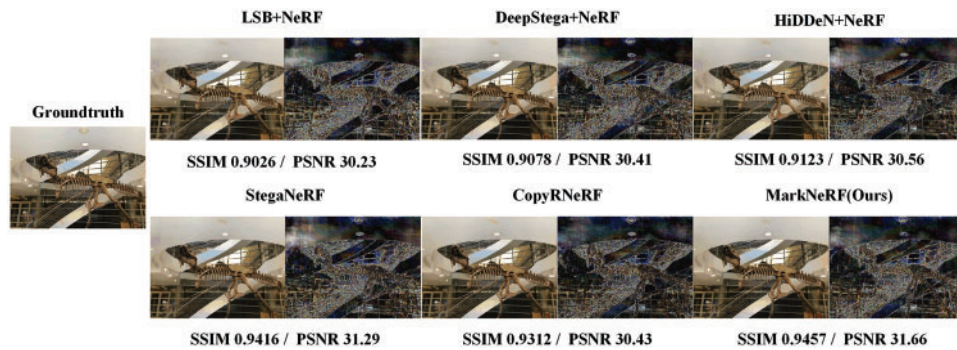 LSB+NeRF
DeepStega+NeRF
HiDDeN+NeRF
Groundtruth
SSIM 0.9026 / PSNR 30.23
SSIM 0.9078 / PSNR 30.41
SSIM 0.9123 / PSNR 30.56
StegaNeRF
CopyRNeRF
MarkNeRF(Ours)
SSIM 0.9416 / PSNR 31.29
SSIM 0.9312 / PSNR 30.43
SSIM 0.9457 / PSNR 31.66